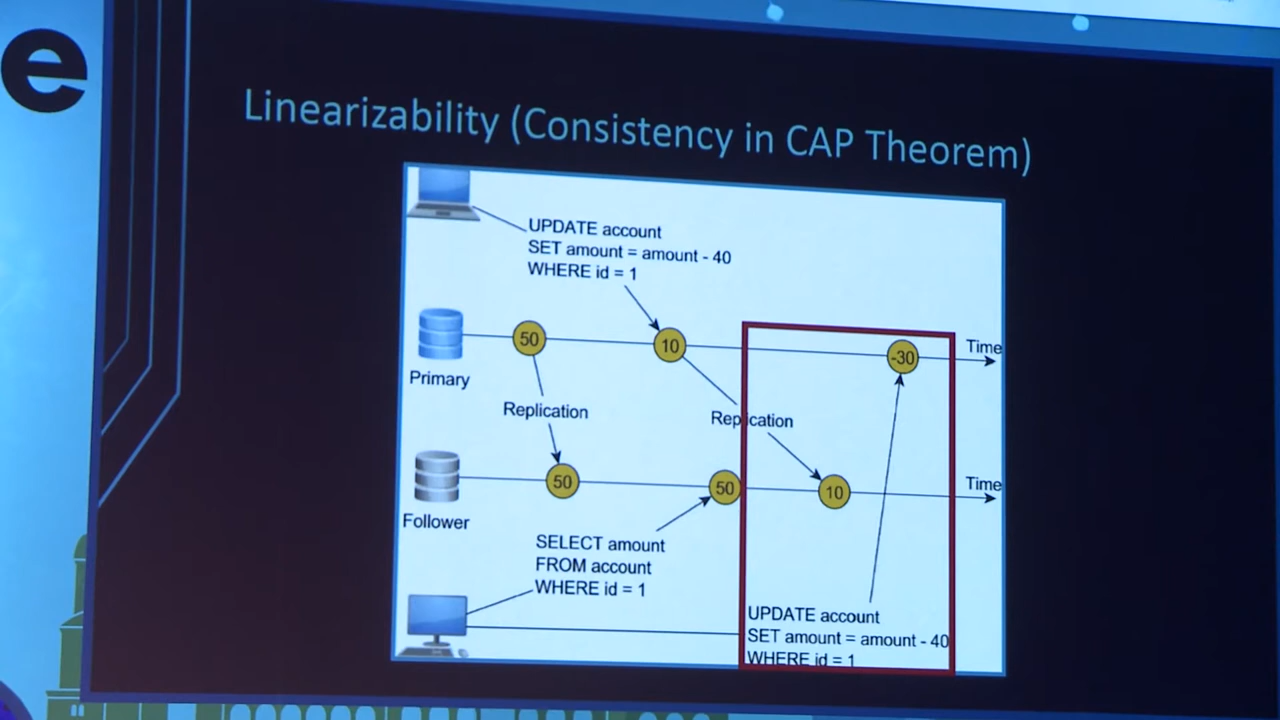 e
Linearizability (Consistency in CAP Theorem)
UPDATE account
SET amount = amount - 40
WHERE id = 1
50
10
-30
Time
Primary
Replication
Replication
50
50
10
Time
Follower
SELECT amount
FROM account
WHERE id = 1
UPDATE account
SET amount = amount - 40
WHERE id = 1